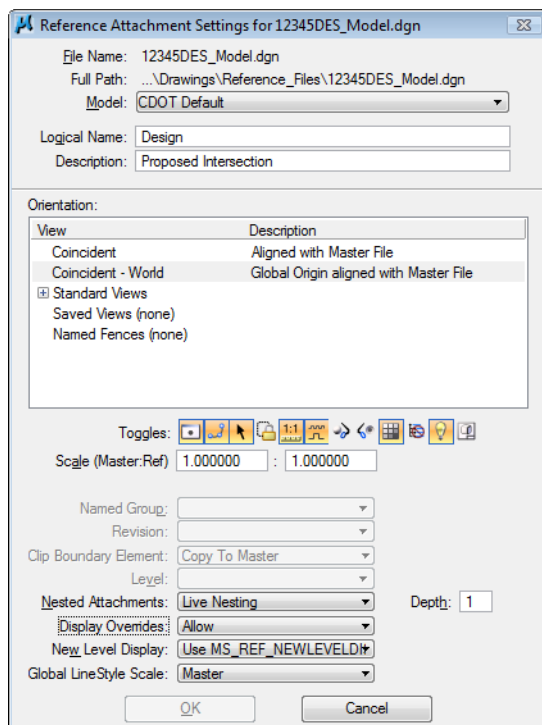 Reference Attachment Settings for 12345DES_Model.dgn
File Name: 12345DES_Model.dgn
Full Path: ...\Drawings\Reference_Files\12345DES_Model.dgn
Model: CDOT Default
Logical Name: Design
Description: Proposed Intersection
Orientation:
View Description
Coincident Aligned with Master File
Coincident - World Global Origin aligned with Master File
Standard Views
Saved Views (none)
Named Fences (none)
Toggles: 1:1
Scale (Master:Ref) 1.000000 : 1.000000
Named Group:
Revision:
Clip Boundary Element: Copy To Master
Level:
Nested Attachments: Live Nesting Depth: 1
Display Overrides: Allow
New Level Display: Use
Global LineStyle Scale: Master
OK Cancel